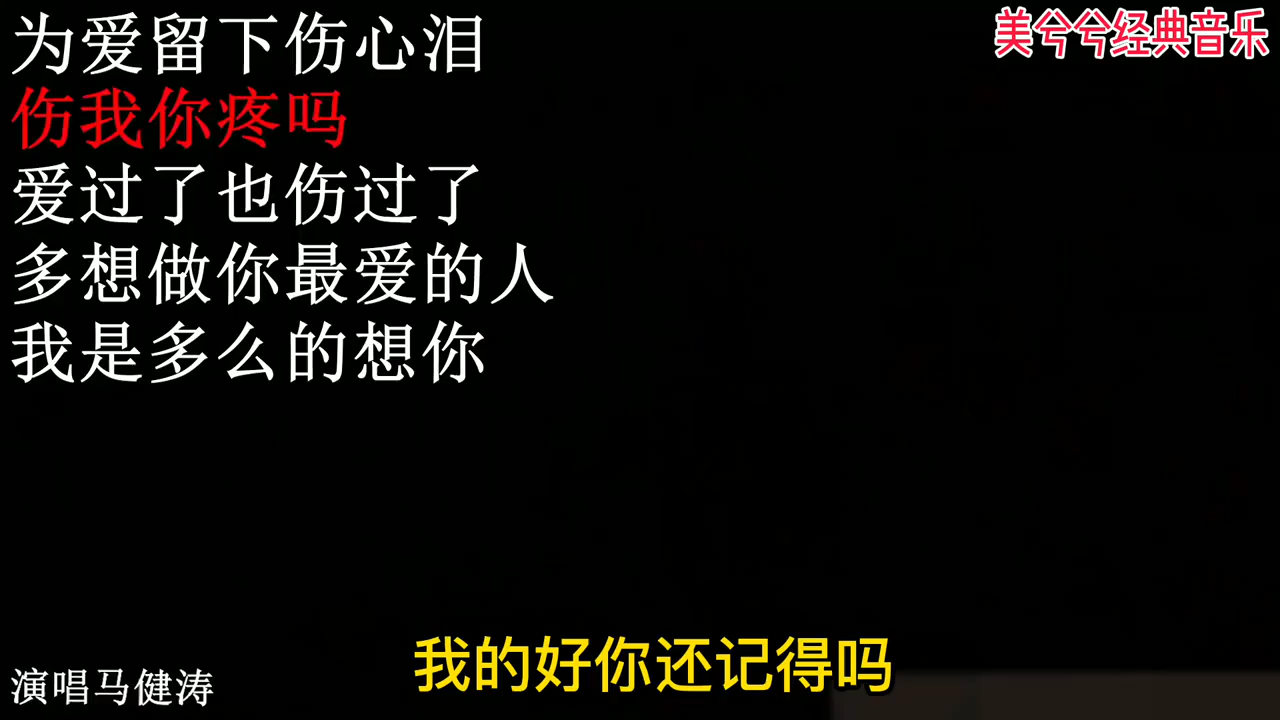 为爱留下伤心泪
美兮兮经典音乐
伤我你疼吗
爱过了也伤过了
多想做你最爱的人
我是多么的想你
我的好你还记得吗
演唱马健涛